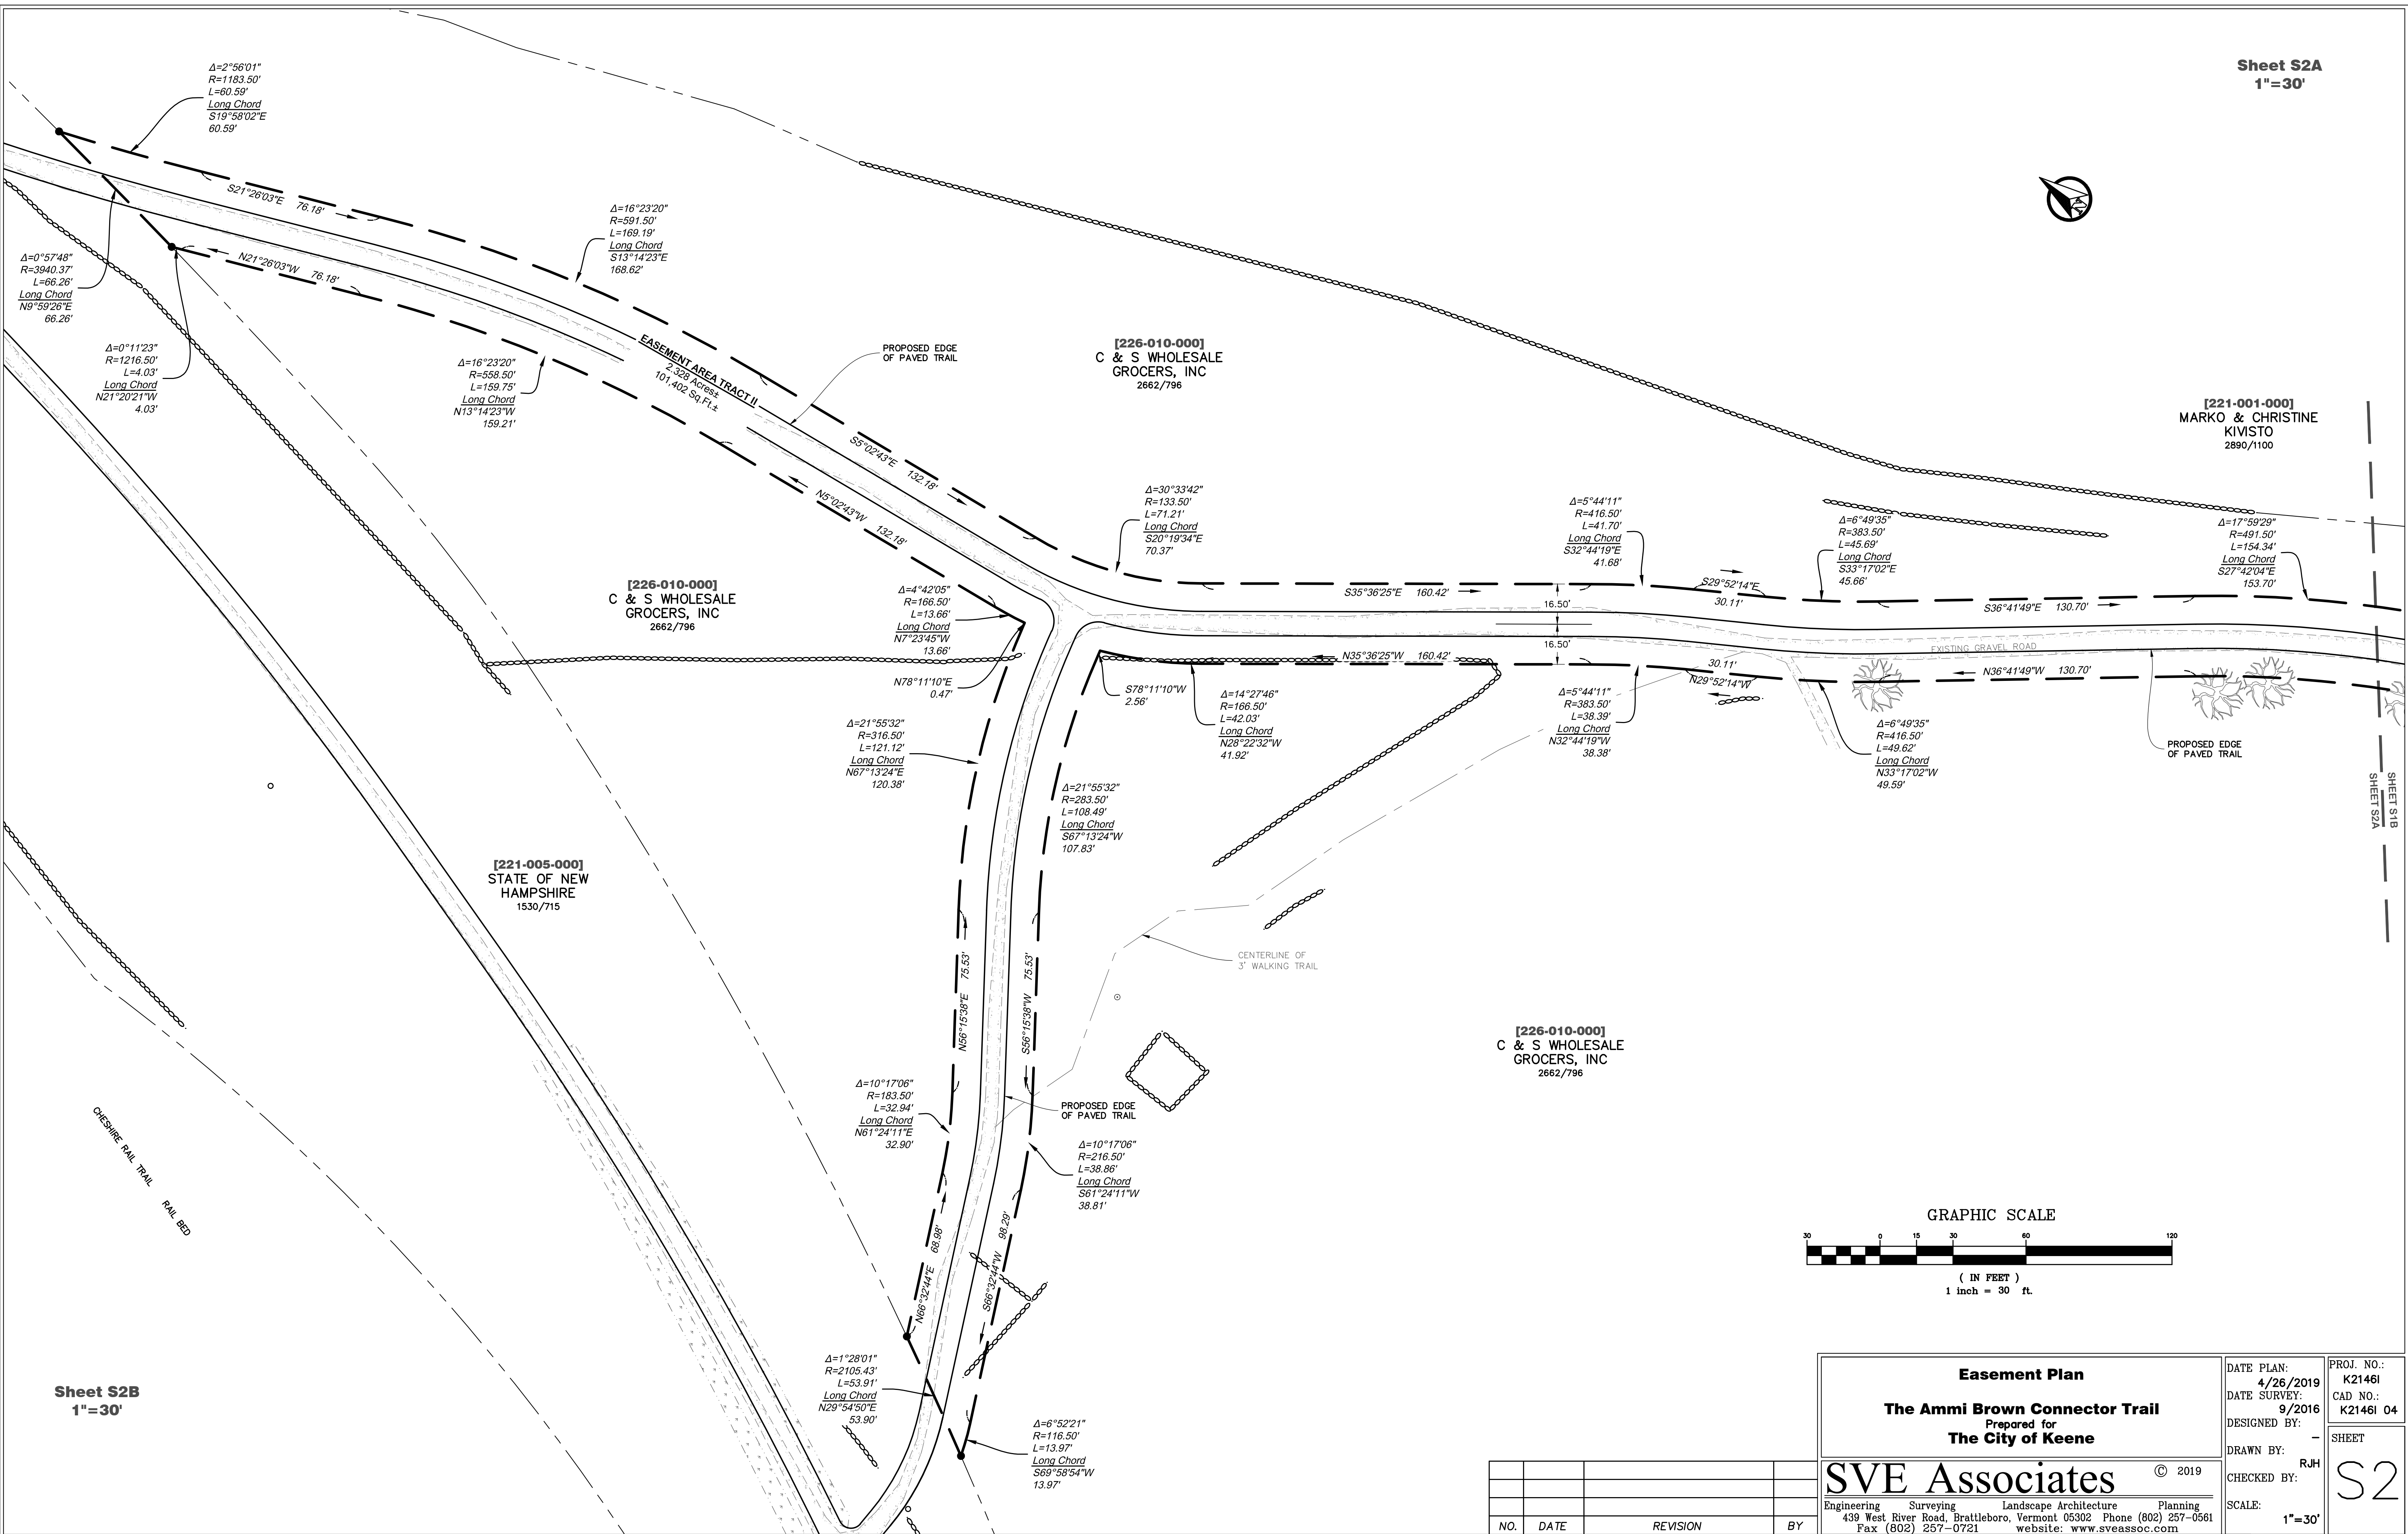 Sheet S2A
1"=30'
Δ=2°56'01"
R=1183.50'
L=60.59'
Long Chord
S19°58'02"E
60.59'
S21°26'03"E 76.18'
Δ=16°23'20"
R=591.50'
L=169.19'
Long Chord
S13°14'23"E
168.62'
Δ=0°57'48"
R=3940.37'
L=66.26'
Long Chord
N9°59'26"E
66.26'
N21°26'03"W 76.18'
Δ=0°11'23"
R=1216.50'
L=4.03'
Long Chord
N21°20'21"W
4.03'
Δ=16°23'20"
R=558.50'
L=159.75'
Long Chord
N13°14'23"W
159.21'
EASEMENT AREA TRACT II
2.328 Acres±
101,402 Sq.Ft.±
PROPOSED EDGE
OF PAVED TRAIL
[226-010-000]
C & S WHOLESALE
GROCERS, INC
2662/796
[221-001-000]
MARKO & CHRISTINE
KIVISTO
2890/1100
S5°02'43"E 132.18'
N5°02'43"W 132.18'
Δ=30°33'42"
R=133.50'
L=71.21'
Long Chord
S20°19'34"E
70.37'
Δ=5°44'11"
R=416.50'
L=41.70'
Long Chord
S32°44'19"E
41.68'
Δ=6°49'35"
R=383.50'
L=45.69'
Long Chord
S33°17'02"E
45.66'
Δ=17°59'29"
R=491.50'
L=154.34'
Long Chord
S27°42'04"E
153.70'
[226-010-000]
C & S WHOLESALE
GROCERS, INC
2662/796
Δ=4°42'05"
R=166.50'
L=13.66'
Long Chord
N7°23'45"W
13.66'
S35°36'25"E 160.42'
16.50'
16.50'
S29°52'14"E
30.11'
S36°41'49"E 130.70'
EXISTING GRAVEL ROAD
N35°36'25"W 160.42'
30.11'
N29°52'14"W
N36°41'49"W 130.70'
N78°11'10"E
0.47'
S78°11'10"W
2.56'
Δ=14°27'46"
R=166.50'
L=42.03'
Long Chord
N28°22'32"W
41.92'
Δ=5°44'11"
R=383.50'
L=38.39'
Long Chord
N32°44'19"W
38.38'
Δ=6°49'35"
R=416.50'
L=49.62'
Long Chord
N33°17'02"W
49.59'
PROPOSED EDGE
OF PAVED TRAIL
SHEET S1B
SHEET S2A
Δ=21°55'32"
R=316.50'
L=121.12'
Long Chord
N67°13'24"E
120.38'
Δ=21°55'32"
R=283.50'
L=108.49'
Long Chord
S67°13'24"W
107.83'
[221-005-000]
STATE OF NEW
HAMPSHIRE
1530/715
N56°15'38"E 75.53'
S56°15'38"W 75.53'
CENTERLINE OF
3' WALKING TRAIL
[226-010-000]
C & S WHOLESALE
GROCERS, INC
2662/796
Δ=10°17'06"
R=183.50'
L=32.94'
Long Chord
N61°24'11"E
32.90'
PROPOSED EDGE
OF PAVED TRAIL
Δ=10°17'06"
R=216.50'
L=38.86'
Long Chord
S61°24'11"W
38.81'
CHESHIRE RAIL TRAIL RAIL BED
N66°32'44"E 68.98'
S66°32'44"W 98.29'
Δ=1°28'01"
R=2105.43'
L=53.91'
Long Chord
N29°54'50"E
53.90'
Δ=6°52'21"
R=116.50'
L=13.97'
Long Chord
S69°58'54"W
13.97'
Sheet S2B
1"=30'
GRAPHIC SCALE
30 0 15 30 60 120
( IN FEET )
1 inch = 30 ft.
Easement Plan
The Ammi Brown Connector Trail
Prepared for
The City of Keene
SVE Associates © 2019
Engineering Surveying Landscape Architecture Planning
439 West River Road, Brattleboro, Vermont 05302 Phone (802) 257-0561
Fax (802) 257-0721 website: www.sveassoc.com
DATE PLAN:
4/26/2019
DATE SURVEY:
9/2016
DESIGNED BY:
-
DRAWN BY:
RJH
CHECKED BY:
SCALE:
1"=30'
PROJ. NO.:
K2146I
CAD NO.:
K2146I 04
SHEET
S2
NO. DATE REVISION BY